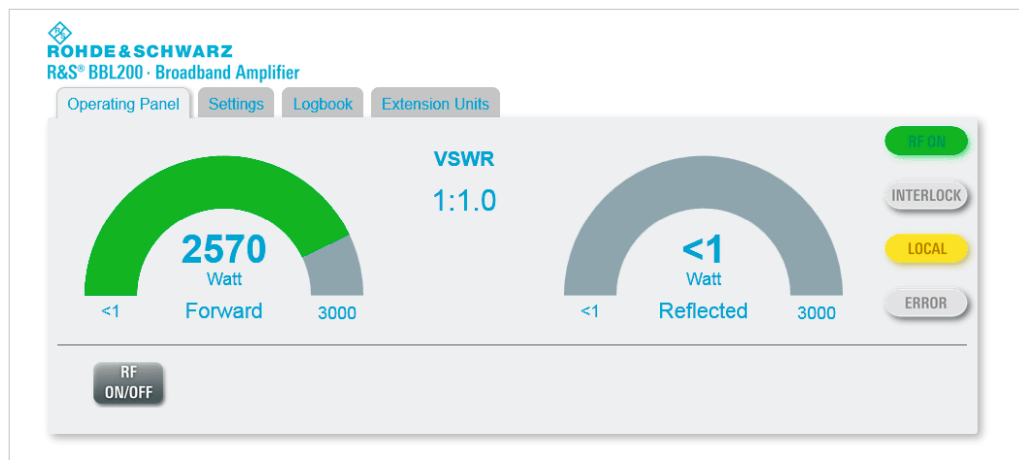 ROHDE & SCHWARZ
R&S® BBL200 · Broadband Amplifier
Operating Panel
Settings
Logbook
Extension Units
VSWR
1:1.0
2570
Watt
Forward
<1
3000
<1
Watt
Reflected
<1
3000
RF ON
INTERLOCK
LOCAL
ERROR
RF
ON/OFF